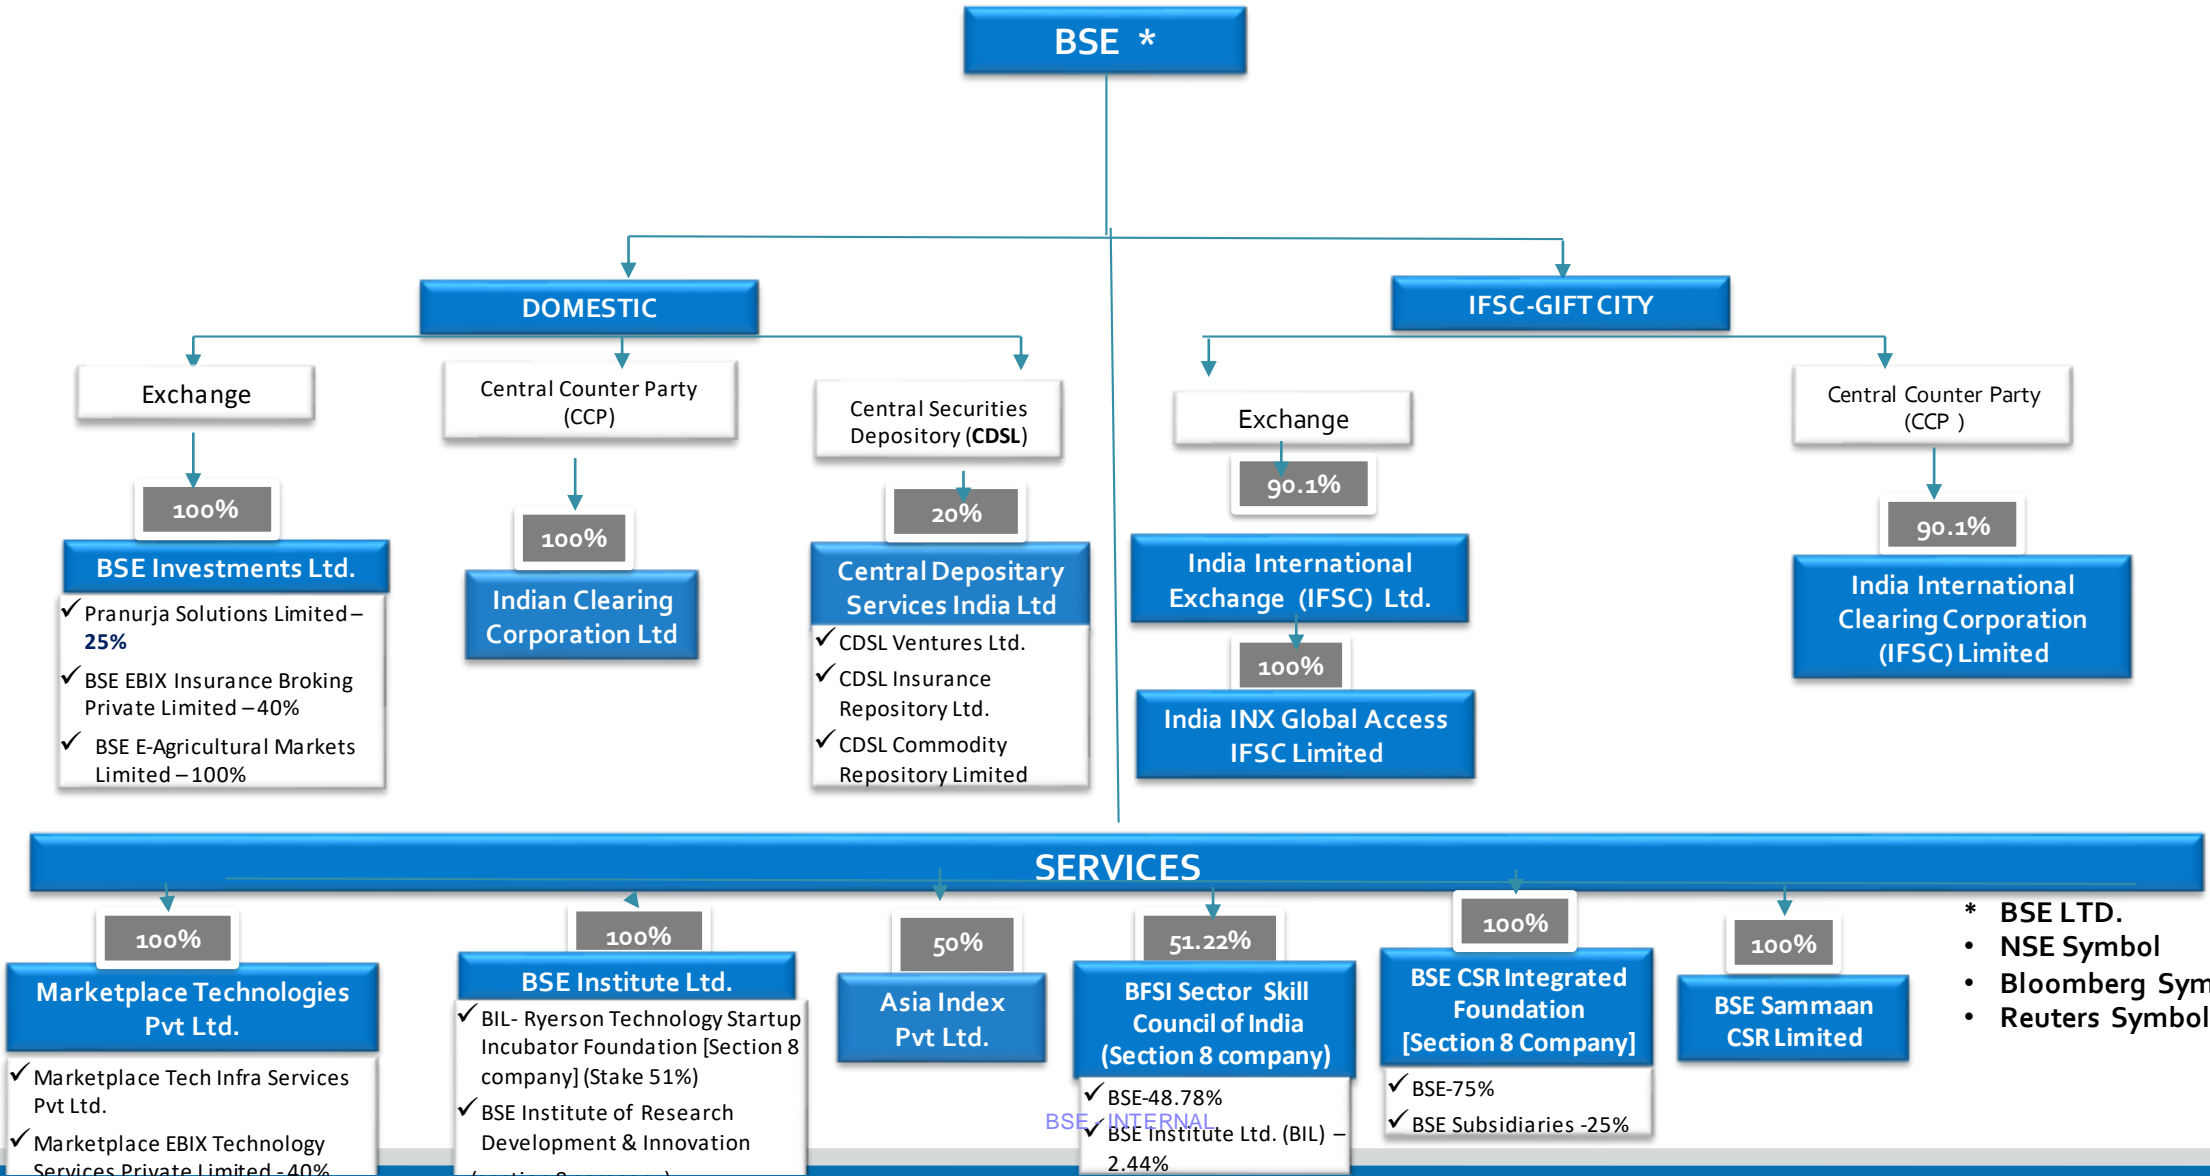 BSE *
DOMESTIC
IFSC-GIFT CITY
Exchange
Central Counter Party
(CCP)
Central Securities
Depository (CDSL)
Exchange
Central Counter Party
(CCP )
100%
BSE Investments Ltd.
✓ Pranurja Solutions Limited –
25%
✓ BSE EBIX Insurance Broking
Private Limited – 40%
✓ BSE E-Agricultural Markets
Limited – 100%
100%
Indian Clearing
Corporation Ltd
20%
Central Depositary
Services India Ltd
✓ CDSL Ventures Ltd.
✓ CDSL Insurance
Repository Ltd.
✓ CDSL Commodity
Repository Limited
90.1%
India International
Exchange (IFSC) Ltd.
100%
India INX Global Access
IFSC Limited
90.1%
India International
Clearing Corporation
(IFSC) Limited
SERVICES
100%
Marketplace Technologies
Pvt Ltd.
✓ Marketplace Tech Infra Services
Pvt Ltd.
✓ Marketplace EBIX Technology
Services Private Limited - 40%
100%
BSE Institute Ltd.
✓ BIL- Ryerson Technology Startup
Incubator Foundation [Section 8
company] (Stake 51%)
✓ BSE Institute of Research
Development & Innovation
50%
Asia Index
Pvt Ltd.
51.22%
BFSI Sector Skill
Council of India
(Section 8 company)
✓ BSE-48.78%
✓ BSE Institute Ltd. (BIL) –
2.44%
100%
BSE CSR Integrated
Foundation
[Section 8 Company]
✓ BSE-75%
✓ BSE Subsidiaries -25%
100%
BSE Sammaan
CSR Limited
* BSE LTD.
• NSE Symbol
• Bloomberg Sym
• Reuters Symbol
BSE - INTERNAL